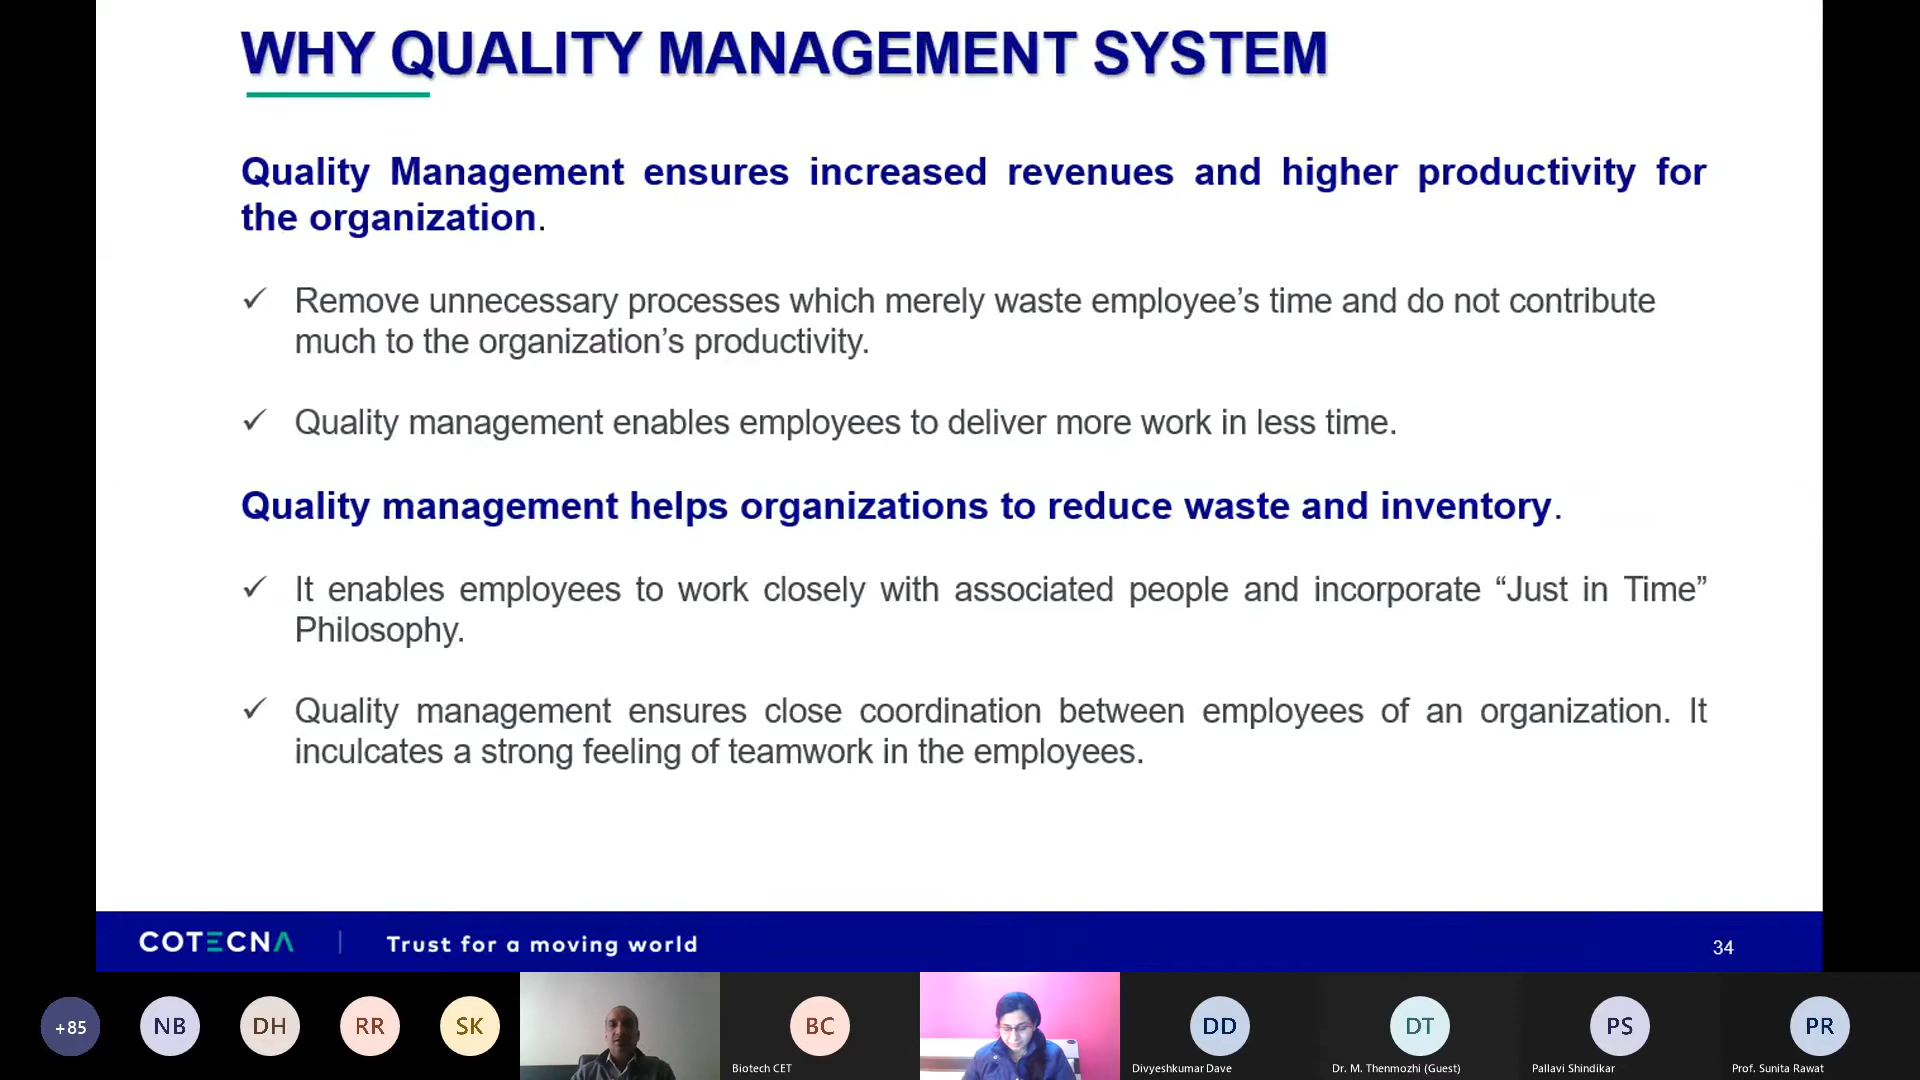 WHY QUALITY MANAGEMENT SYSTEM
Quality Management ensures increased revenues and higher productivity for
the organization.
✓ Remove unnecessary processes which merely waste employee’s time and do not contribute
much to the organization’s productivity.
✓ Quality management enables employees to deliver more work in less time.
Quality management helps organizations to reduce waste and inventory.
✓ It enables employees to work closely with associated people and incorporate “Just in Time”
Philosophy.
✓ Quality management ensures close coordination between employees of an organization. It
inculcates a strong feeling of teamwork in the employees.
COTECNA | Trust for a moving world
34
+85
NB
DH
RR
SK
BC
Biotech CET
DD
Divyeshkumar Dave
DT
Dr. M. Thenmozhi (Guest)
PS
Pallavi Shindikar
PR
Prof. Sunita Rawat